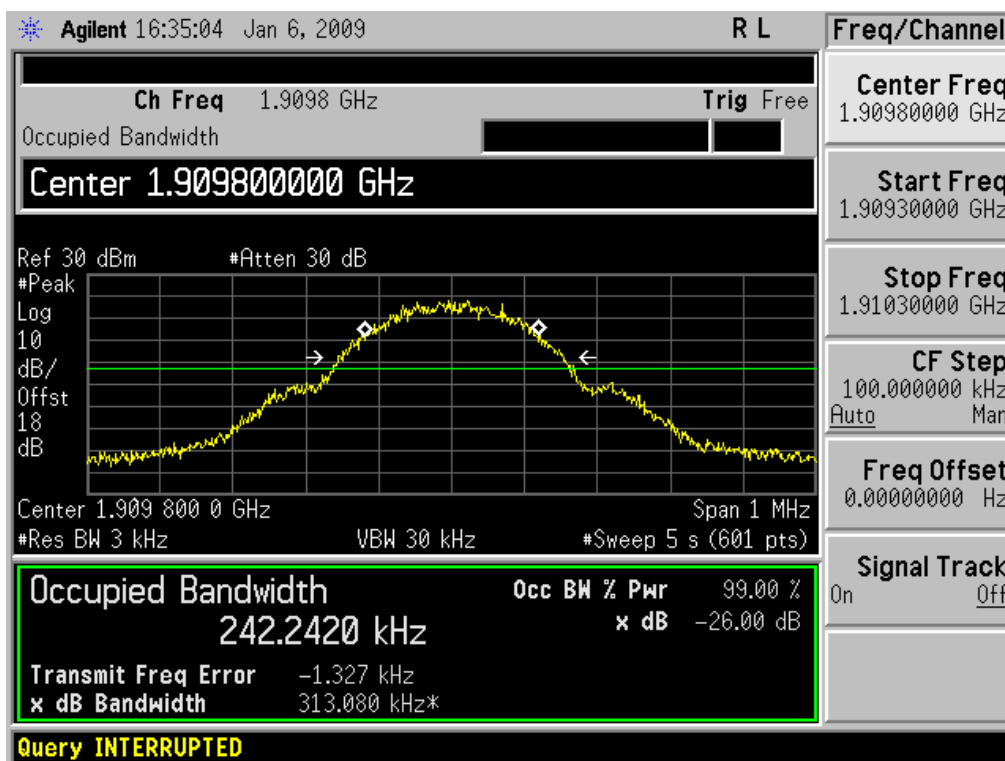 Agilent 16:35:04 Jan 6, 2009 R L
Freq/Channel
Ch Freq 1.9098 GHz Trig Free
Occupied Bandwidth
Center 1.909800000 GHz
Ref 30 dBm #Atten 30 dB
#Peak
Log
10
dB/
Offst
18
dB
Center 1.909 800 0 GHz Span 1 MHz
#Res BW 3 kHz VBW 30 kHz #Sweep 5 s (601 pts)
Occupied Bandwidth
242.2420 kHz
Occ BW % Pwr 99.00 %
x dB -26.00 dB
Transmit Freq Error -1.327 kHz
x dB Bandwidth 313.080 kHz*
Query INTERRUPTED
Center Freq
1.90980000 GHz
Start Freq
1.90930000 GHz
Stop Freq
1.91030000 GHz
CF Step
100.000000 kHz
Auto Man
Freq Offset
0.00000000 Hz
Signal Track
On Off